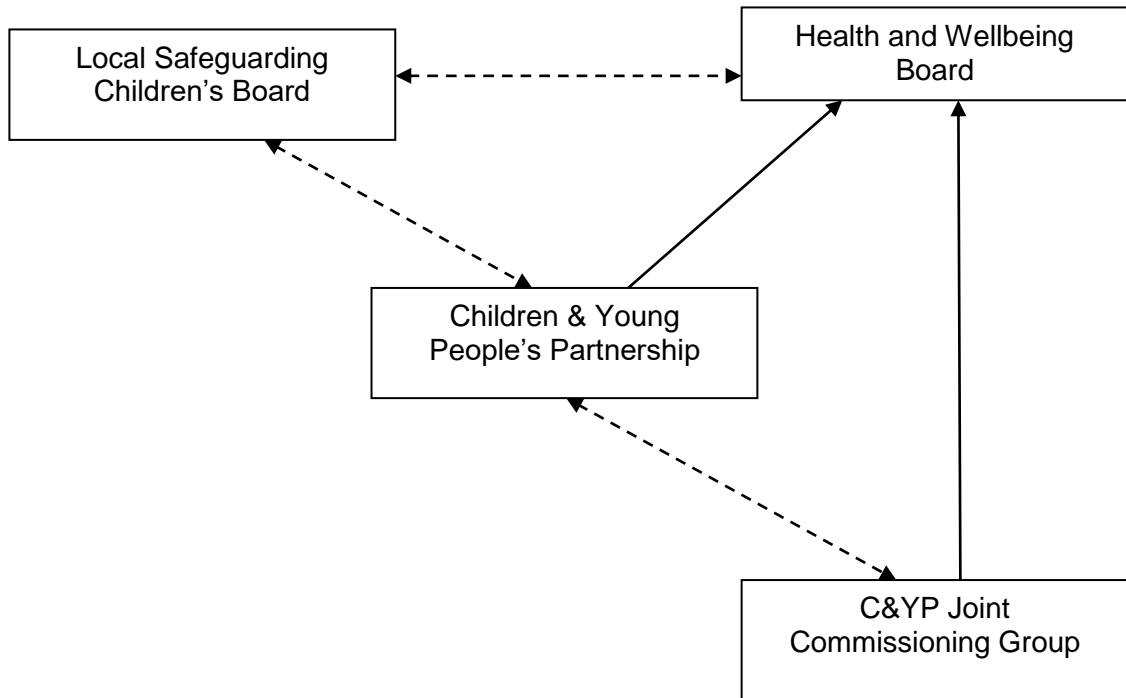 Local Safeguarding
Children’s Board
Health and Wellbeing
Board
Children & Young
People’s Partnership
C&YP Joint
Commissioning Group